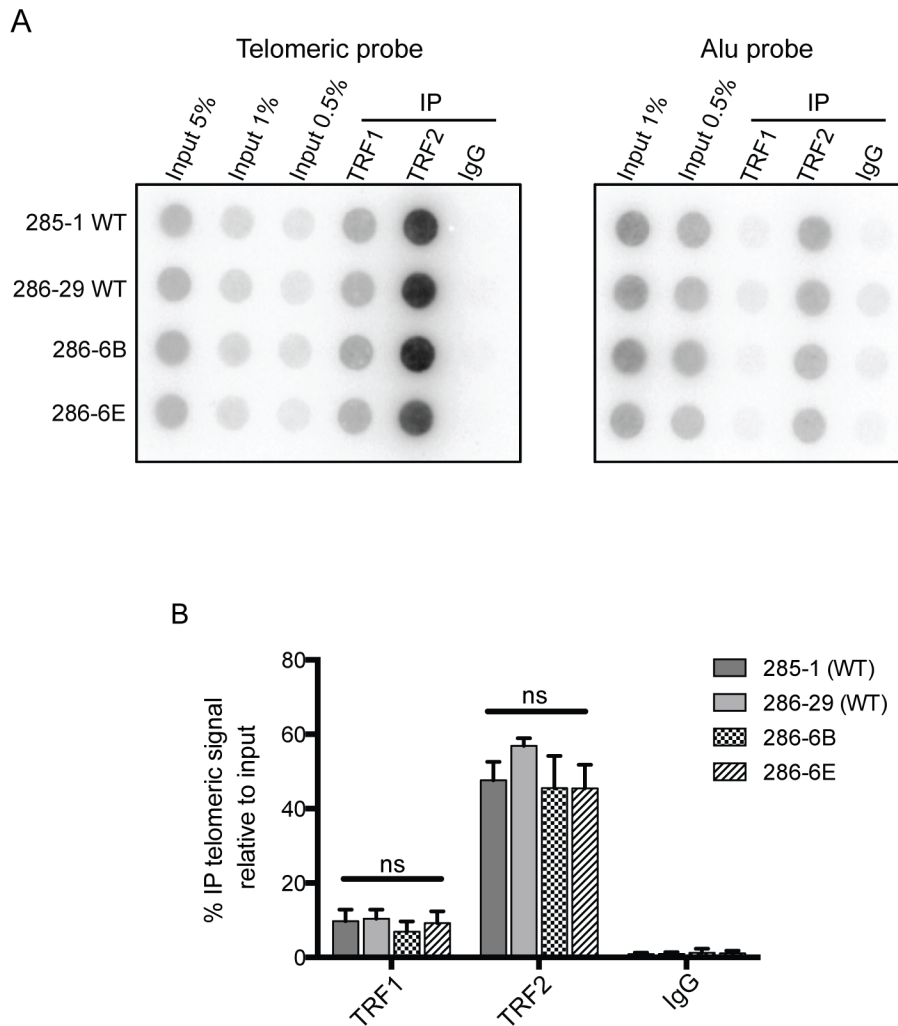 A
Telomeric probe
Alu probe
Input 5%
Input 1%
Input 0.5%
IP
TRF1
TRF2
IgG
Input 1%
Input 0.5%
IP
TRF1
TRF2
IgG
285-1 WT
286-29 WT
286-6B
286-6E
B
% IP telomeric signal
relative to input
80
60
40
20
0
ns
ns
TRF1
TRF2
IgG
285-1 (WT)
286-29 (WT)
286-6B
286-6E